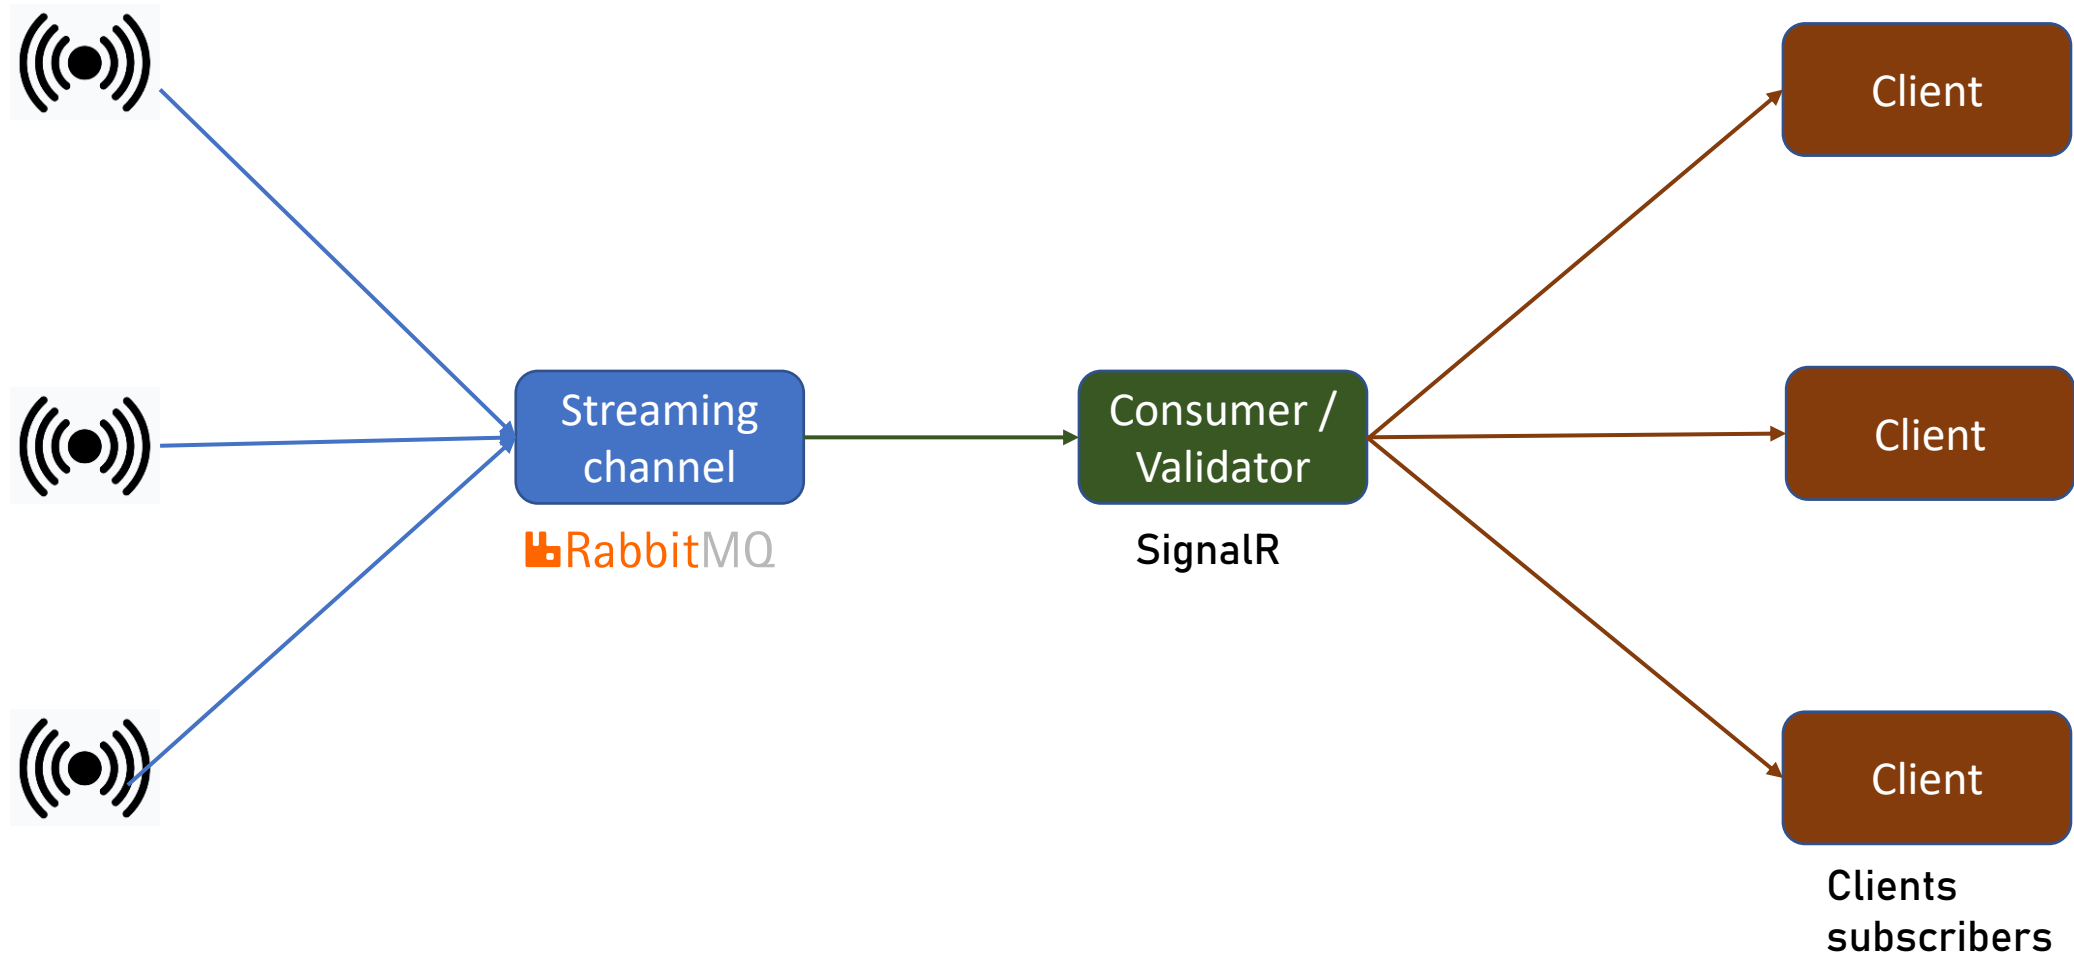 Client
Streaming
channel
RabbitMQ
Consumer /
Validator
SignalR
Client
Client
Clients
subscribers